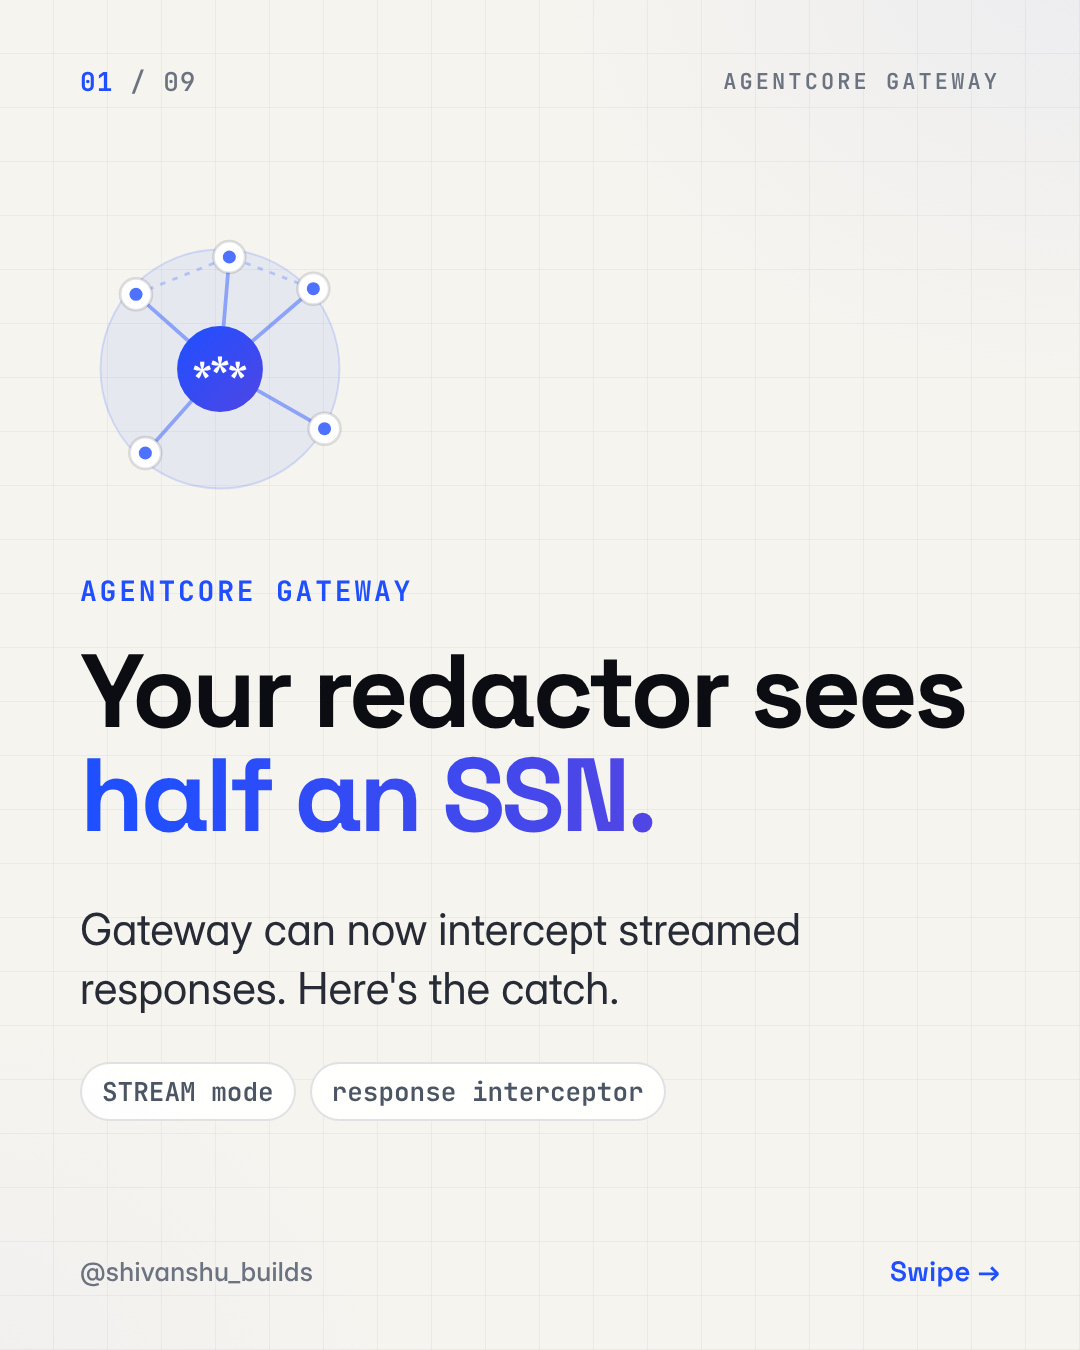 01 / 09
AGENTCORE GATEWAY
***
AGENTCORE GATEWAY
Your redactor sees
half an SSN.
Gateway can now intercept streamed
responses. Here's the catch.
STREAM mode
response interceptor
@shivanshu_builds
Swipe →